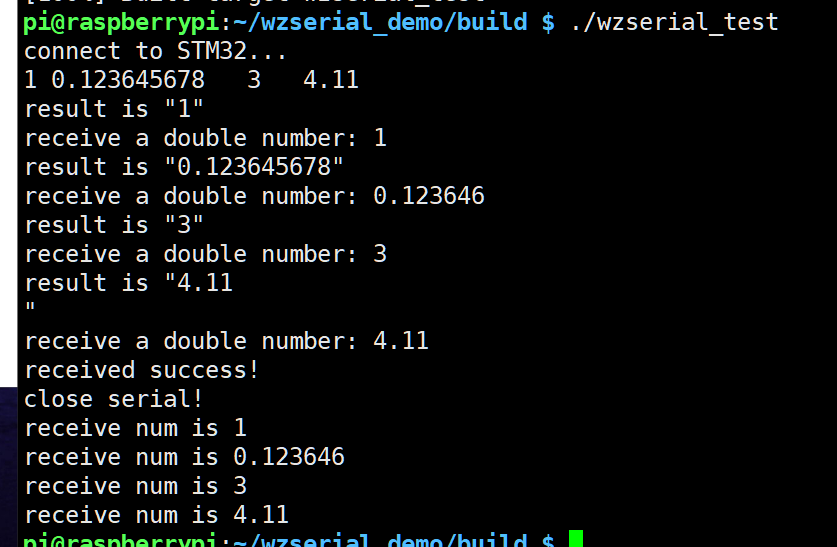 pi@raspberrypi:~/wzserial_demo/build $ ./wzserial_test
connect to STM32...
1 0.123645678   3   4.11
result is "1"
receive a double number: 1
result is "0.123645678"
receive a double number: 0.123646
result is "3"
receive a double number: 3
result is "4.11
"
receive a double number: 4.11
received success!
close serial!
receive num is 1
receive num is 0.123646
receive num is 3
receive num is 4.11
pi@raspberrypi:~/wzserial_demo/build $